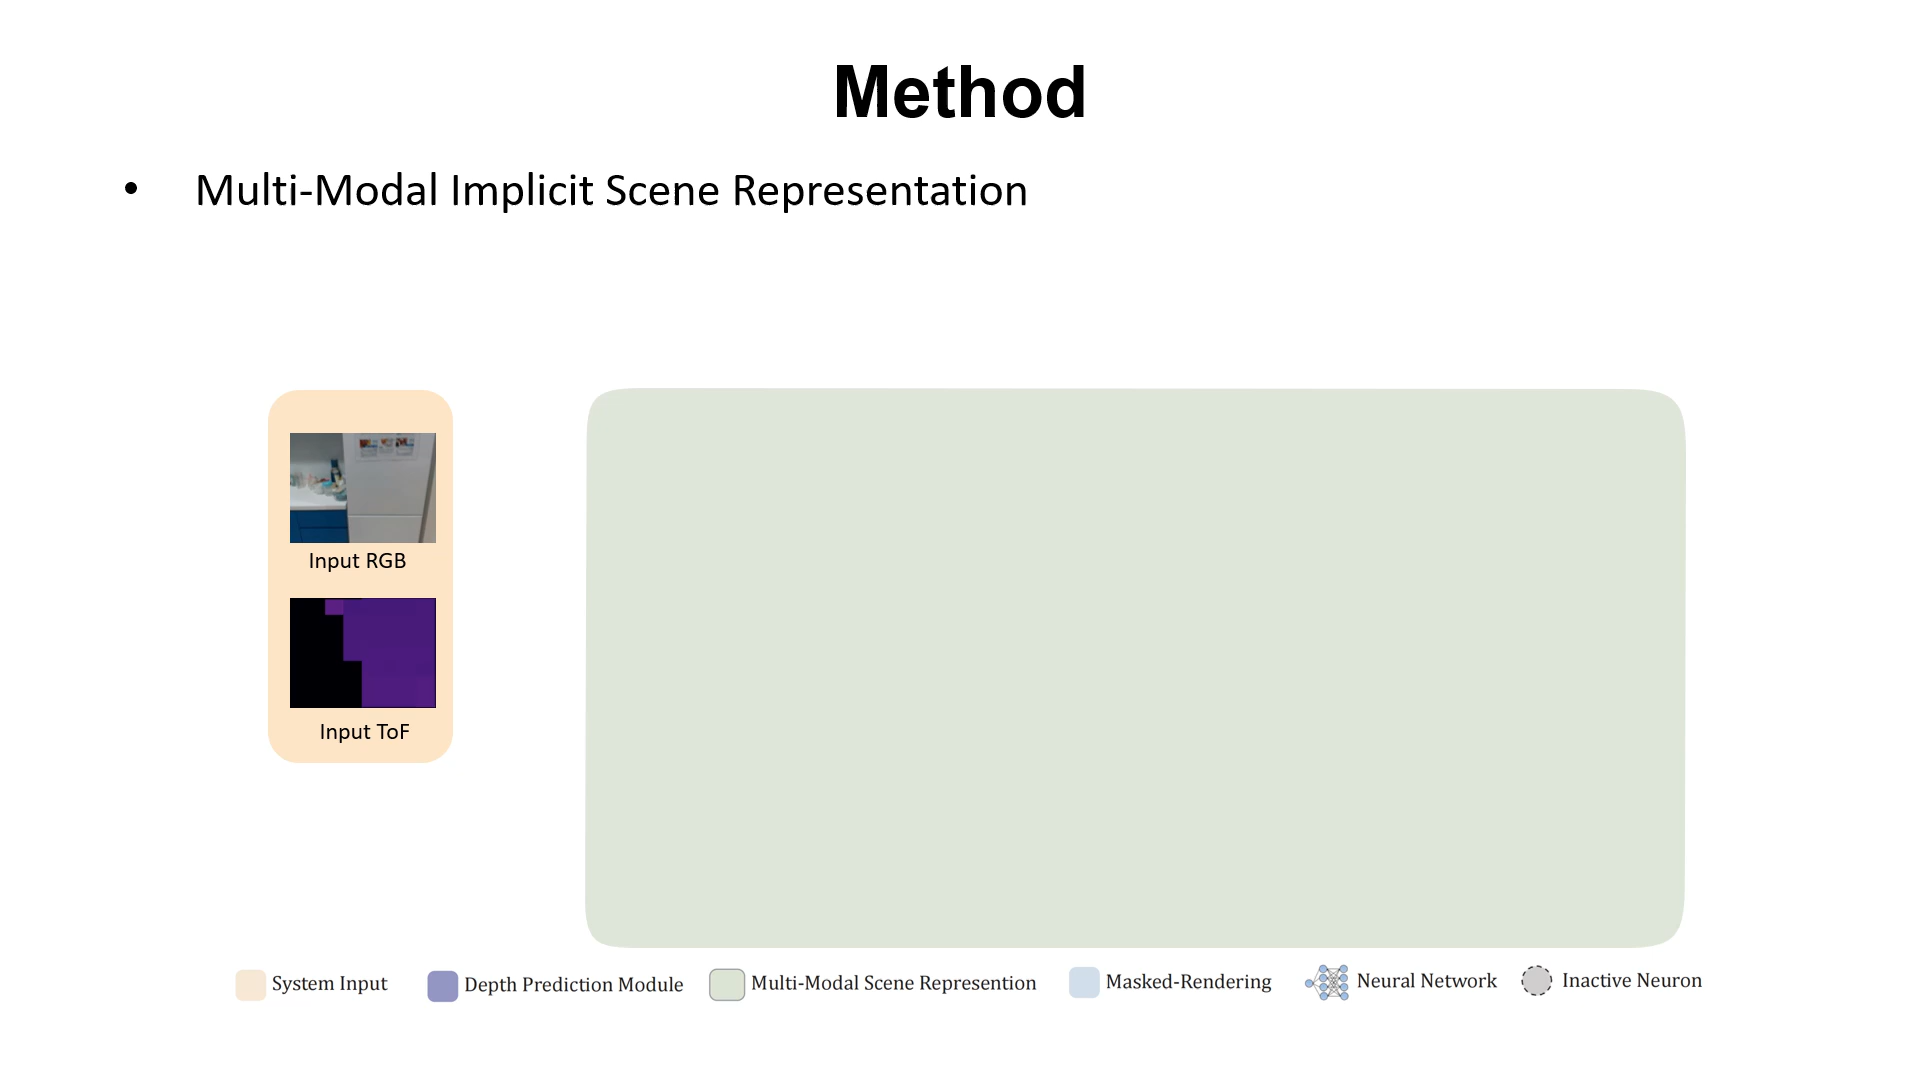 Method
• Multi-Modal Implicit Scene Representation
Input RGB
Input ToF
System Input
Depth Prediction Module
Multi-Modal Scene Represention
Masked-Rendering
Neural Network
Inactive Neuron